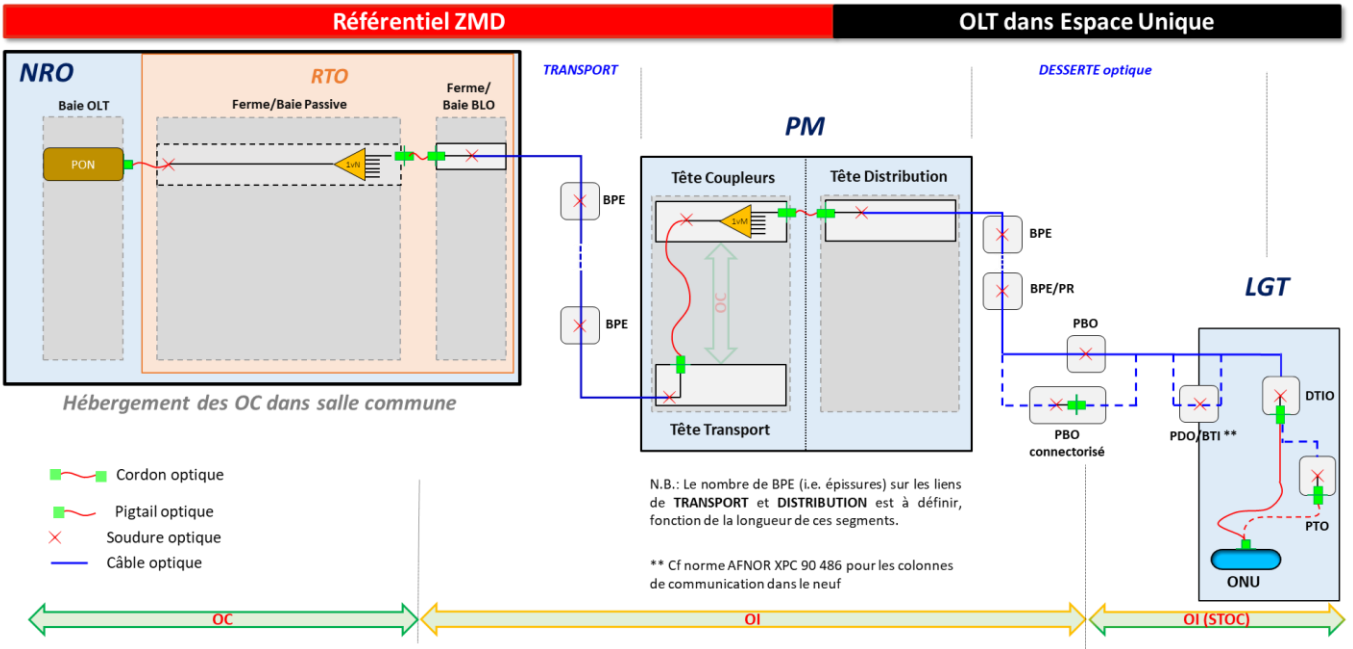 Référentiel ZMD
OLT dans Espace Unique
NRO
RTO
TRANSPORT
DESSERTE optique
Baie OLT
Ferme/Baie Passive
Ferme/
Baie BLO
PM
PON
1vN
Tête Coupleurs
Tête Distribution
BPE
1vM
BPE
OC
BPE/PR
LGT
BPE
PBO
Hébergement des OC dans salle commune
DTIO
Tête Transport
PBO
connectorisé
PDO/BTI **
Cordon optique
Pigtail optique
Soudure optique
Câble optique
N.B.: Le nombre de BPE (i.e. épissures) sur les liens
de TRANSPORT et DISTRIBUTION est à définir,
fonction de la longueur de ces segments.
PTO
** Cf norme AFNOR XPC 90 486 pour les colonnes
de communication dans le neuf
ONU
OC
OI
OI (STOC)